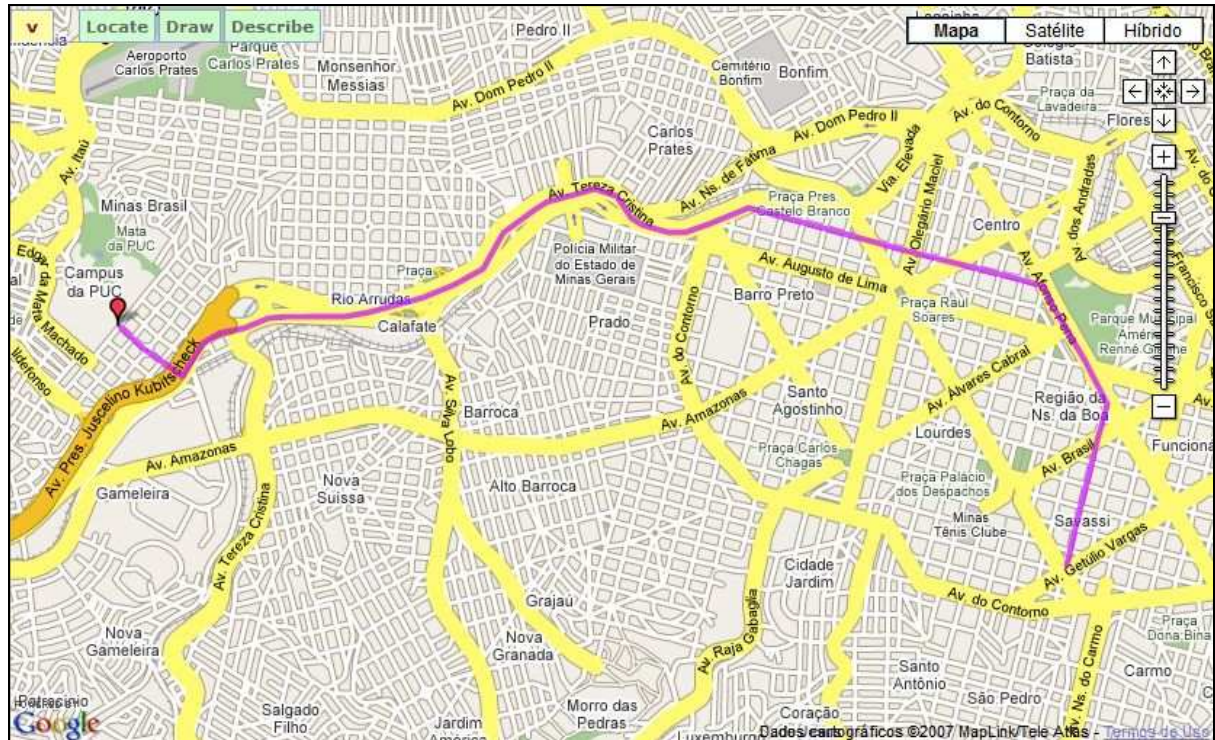 v
Locate
Draw
Describe
Mapa
Satélite
Híbrido
Pedro II
Aeroporto
Carlos Prates
Parque
Carlos Prates
Monsenhor
Messias
Av. Dom Pedro II
Cemitério
Bonfim
Bonfim
Batista
Praça da
Lavadeira
Flores
Av. do Contorno
Av. Dom Pedro II
Carlos
Prates
Via. Elevada
Av. Ns. de Fátima
Av. Itaú
Av. Tereza Cristina
Av. Olegário Maciel
Av. dos Andradas
Minas Brasil
Mata
da PUC
Praça Pres.
Castelo Branco
Centro
Polícia Militar
do Estado de
Minas Gerais
Campus
da PUC
Edgar da Mata Machado
Praça
Rio Arrudas
Calafate
Av. Augusto de Lima
Barro Preto
Av. Afonso Pena
Francisco
Praça Raul
Soares
Prado
Av. do Contorno
Av. Pres. Juscelino Kubitscheck
Av. Silva Lobo
Barroca
Av. Amazonas
Santo
Agostinho
Av. Álvares Cabral
Região da
Ns. da Boa
Lourdes
Funciona
Praça Carlos
Chagas
Av. Brasil
Av. Amazonas
Gameleira
Nova
Suissa
Alto Barroca
Praça Palácio
dos Despachos
Minas
Tênis Clube
Savassi
Av. Tereza Cristina
Av. Getúlio Vargas
Cidade
Jardim
Grajaú
Av. do Contorno
Av. Raja Gabaglia
Nova
Gameleira
Nova
Granada
Praça
Dona Bina
Santo
Antônio
Carmo
São Pedro
Av. Ns. do Carmo
Salgado
Filho
Jardim
Morro das
Pedras
Coração
Luxemburgo
Google
©2007 MapLink/Tele Atlas - Termos de Uso